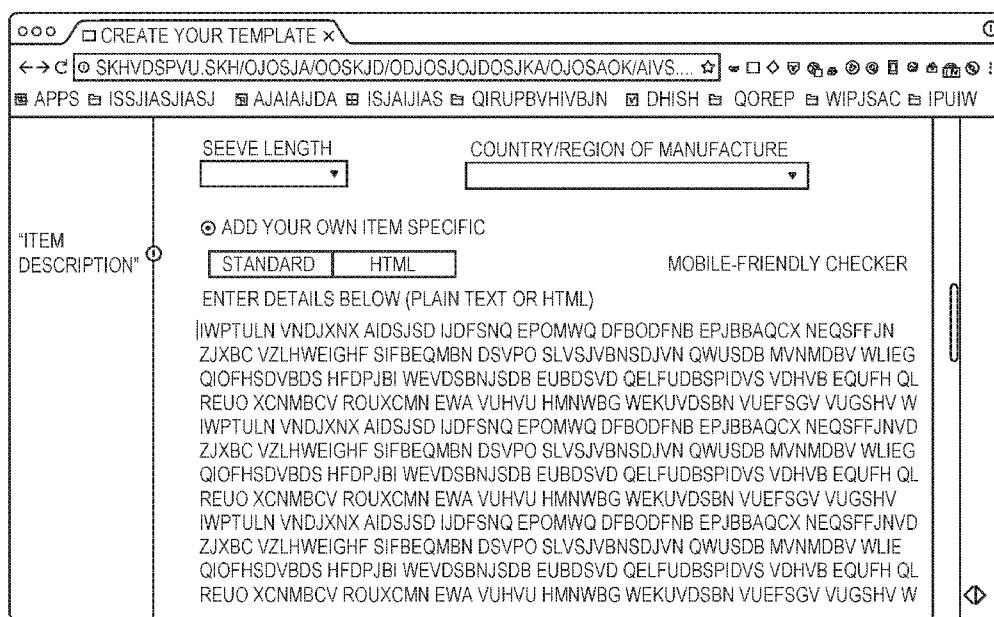 CREATE YOUR TEMPLATE ×
SKHVDSPVU.SKH/OJOSJA/OOSKJD/ODJOSJOJDOSJKA/OJOSAOK/AIVS....
APPS ISSJIASJIASJ AJAIAIJDA ISJAIJIAS QIRUPBVHIVBJN DHISH QOREP WIPJSAC IPUIW
SEEVE LENGTH COUNTRY/REGION OF MANUFACTURE
ADD YOUR OWN ITEM SPECIFIC
"ITEM
DESCRIPTION"
STANDARD HTML MOBILE-FRIENDLY CHECKER
ENTER DETAILS BELOW (PLAIN TEXT OR HTML)
IWPTULN VNDJXNX AIDSJSD IJDFSNQ EPOMWQ DFBODFNB EPJBBAQCX NEQSFFJN
ZJXBC VZLHWEIGHF SIFBEQMBN DSVPO SLVSJVBNSDJVN QWUSDB MVNMDBV WLIEG
QIOFHSDVBDS HFDPJBI WEVDSBNJSDB EUBDSVD QELFUDBSPIDVS VDHVB EQUFH QL
REUO XCNMBCV ROUXCMN EWA VUHVU HMNWBG WEKUVDSBN VUEFSGV VUGSHV W
IWPTULN VNDJXNX AIDSJSD IJDFSNQ EPOMWQ DFBODFNB EPJBBAQCX NEQSFFJNVD
ZJXBC VZLHWEIGHF SIFBEQMBN DSVPO SLVSJVBNSDJVN QWUSDB MVNMDBV WLIEG
QIOFHSDVBDS HFDPJBI WEVDSBNJSDB EUBDSVD QELFUDBSPIDVS VDHVB EQUFH QL
REUO XCNMBCV ROUXCMN EWA VUHVU HMNWBG WEKUVDSBN VUEFSGV VUGSHV
IWPTULN VNDJXNX AIDSJSD IJDFSNQ EPOMWQ DFBODFNB EPJBBAQCX NEQSFFJNVD
ZJXBC VZLHWEIGHF SIFBEQMBN DSVPO SLVSJVBNSDJVN QWUSDB MVNMDBV WLIE
QIOFHSDVBDS HFDPJBI WEVDSBNJSDB EUBDSVD QELFUDBSPIDVS VDHVB EQUFH QL
REUO XCNMBCV ROUXCMN EWA VUHVU HMNWBG WEKUVDSBN VUEFSGV VUGSHV W